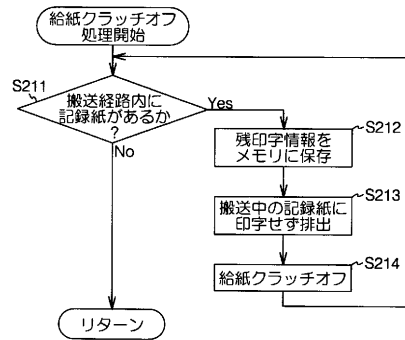 給紙クラッチオフ
処理開始
S211
搬送経路内に
記録紙があるか
?
Yes
No
S212
残印字情報を
メモリに保存
S213
搬送中の記録紙に
印字せず排出
S214
給紙クラッチオフ
リターン